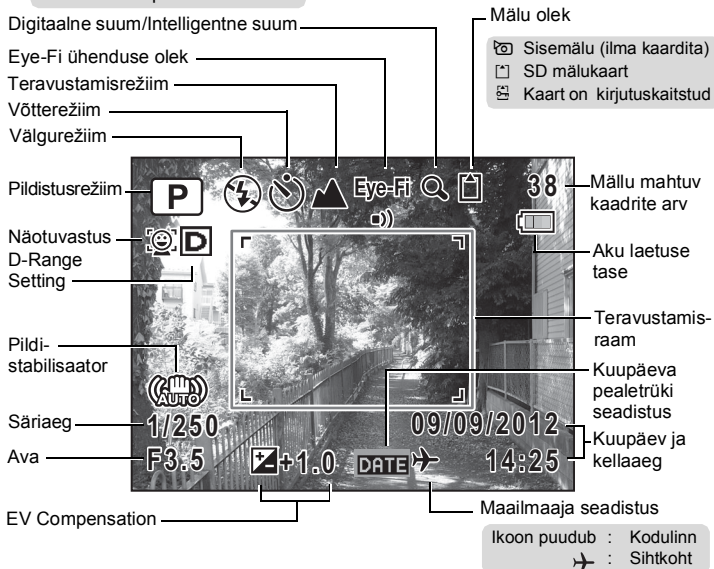 Digitaalne suum/Intelligentne suum
Mälu olek
Eye-Fi ühenduse olek
Sisemälu (ilma kaardita)
SD mälukaart
Kaart on kirjutuskaitstud
Teravustamisrežiim
Võtterežiim
Välgurežiim
Pildistusrežiim
P
Eye-Fi
38
Mällu mahtuv
kaadrite arv
Näotuvastus
D
D-Range
Setting
Aku laetuse
tase
Teravustamis-
raam
Pildi-
stabilisaator
AUTO
Kuupäeva
pealetrüki
seadistus
Säriaeg
1/250
09/09/2012
Kuupäev ja
kellaaeg
Ava
F3.5
+1.0
DATE
14:25
EV Compensation
Maailmaaja seadistus
Ikoon puudub : Kodulinn
: Sihtkoht